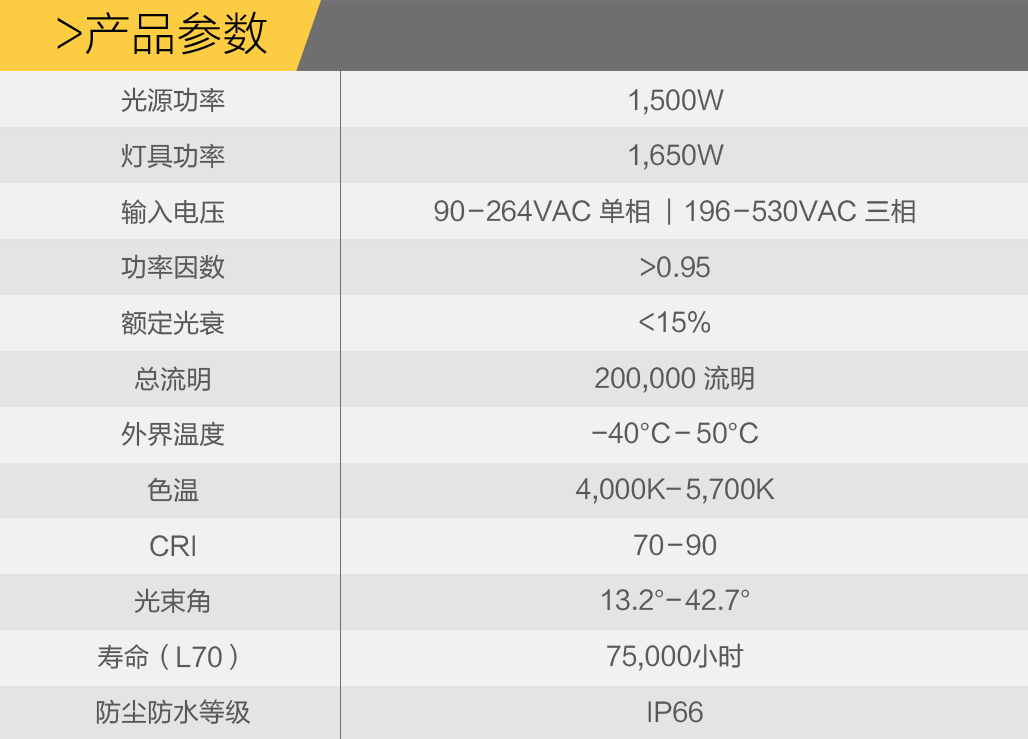 >产品参数
光源功率 1,500W
灯具功率 1,650W
输入电压 90-264VAC 单相 | 196-530VAC 三相
功率因数 >0.95
额定光衰 <15%
总流明 200,000 流明
外界温度 -40°C-50°C
色温 4,000K-5,700K
CRI 70-90
光束角 13.2°-42.7°
寿命（L70） 75,000小时
防尘防水等级 IP66